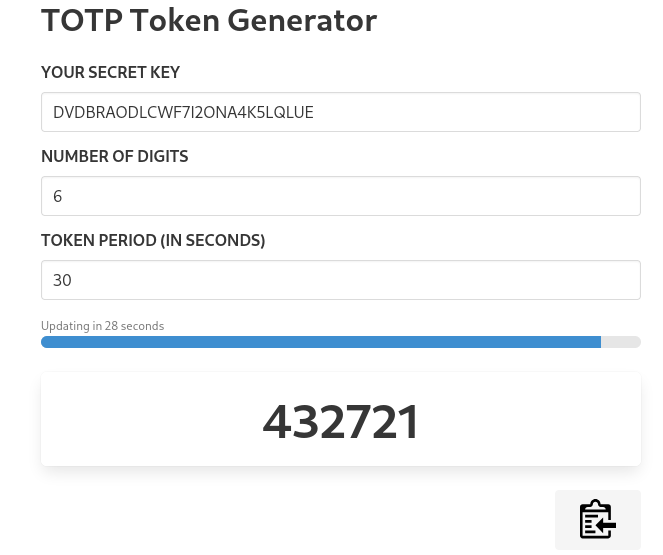 TOTP Token Generator
YOUR SECRET KEY
DVDBRAODLCWF7I2ONA4K5LQLUE
NUMBER OF DIGITS
6
TOKEN PERIOD (IN SECONDS)
30
Updating in 28 seconds
432721